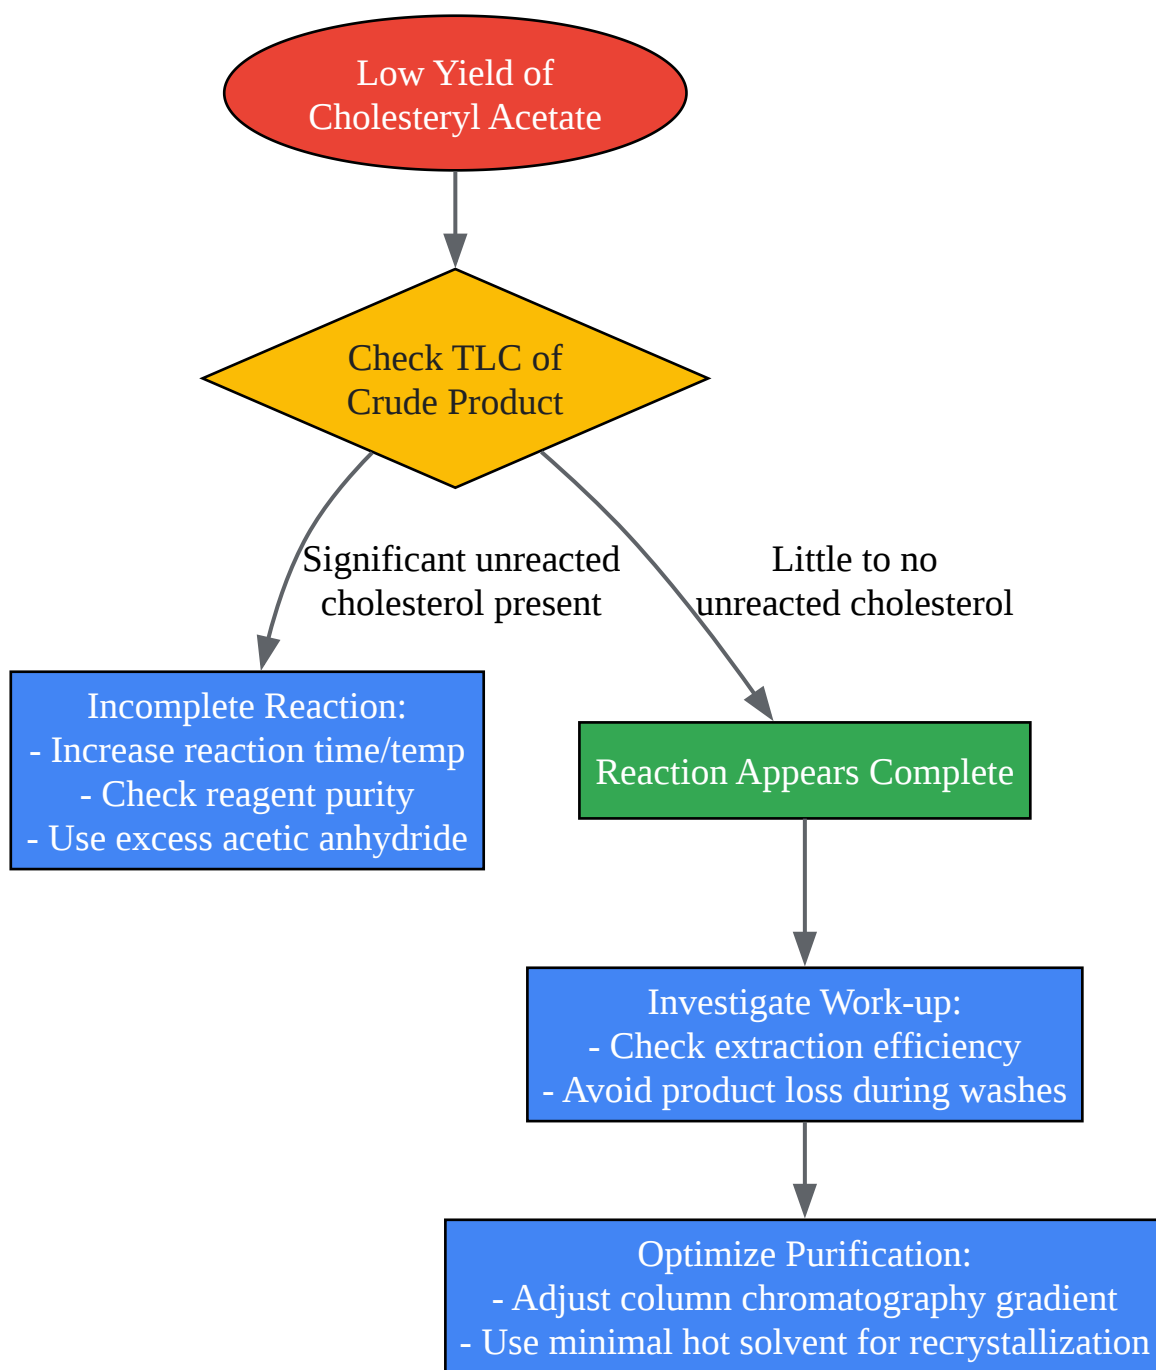 Low Yield of
Cholesteryl Acetate
Check TLC of
Crude Product
Significant unreacted
cholesterol present
Little to no
unreacted cholesterol
Incomplete Reaction:
- Increase reaction time/temp
- Check reagent purity
- Use excess acetic anhydride
Reaction Appears Complete
Investigate Work-up:
- Check extraction efficiency
- Avoid product loss during washes
Optimize Purification:
- Adjust column chromatography gradient
- Use minimal hot solvent for recrystallization